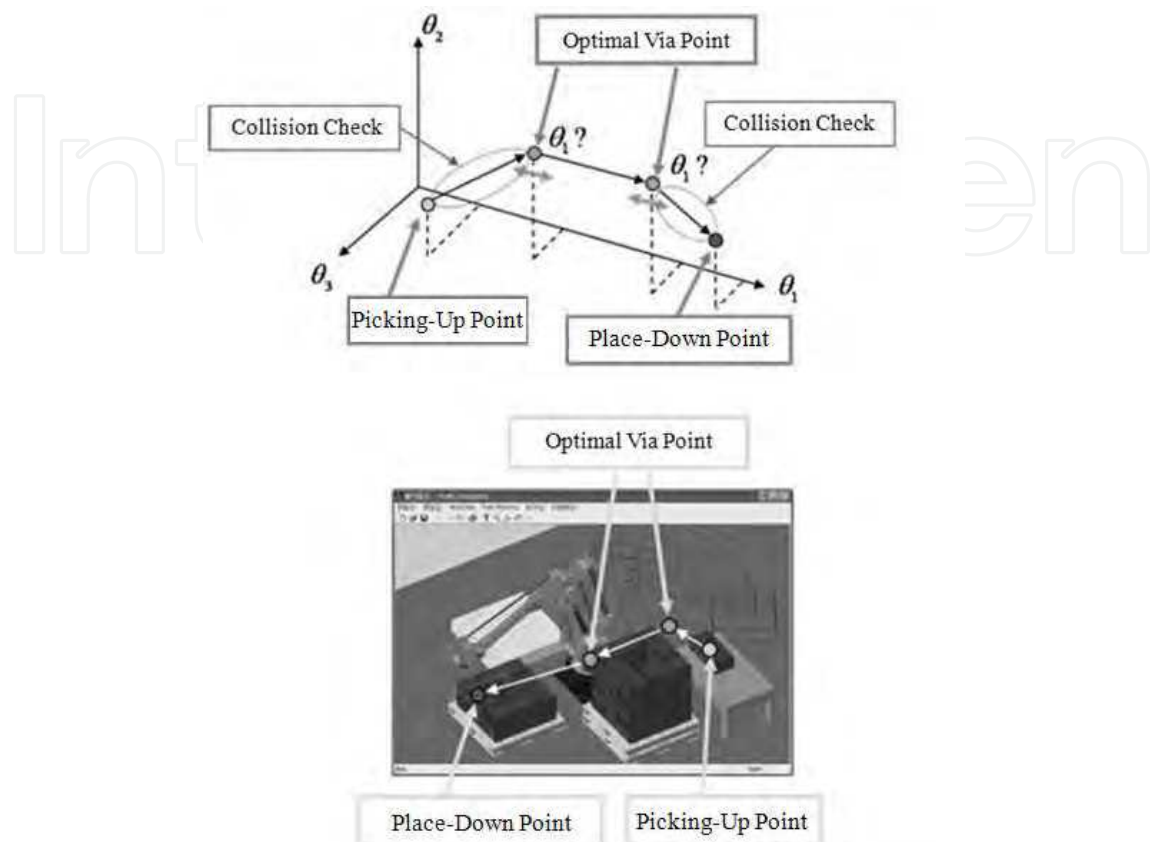 θ2
Optimal Via Point
Collision Check
Collision Check
θ1 ?
θ1 ?
θ3
θ1
Picking-Up Point
Place-Down Point
Optimal Via Point
Place-Down Point
Picking-Up Point